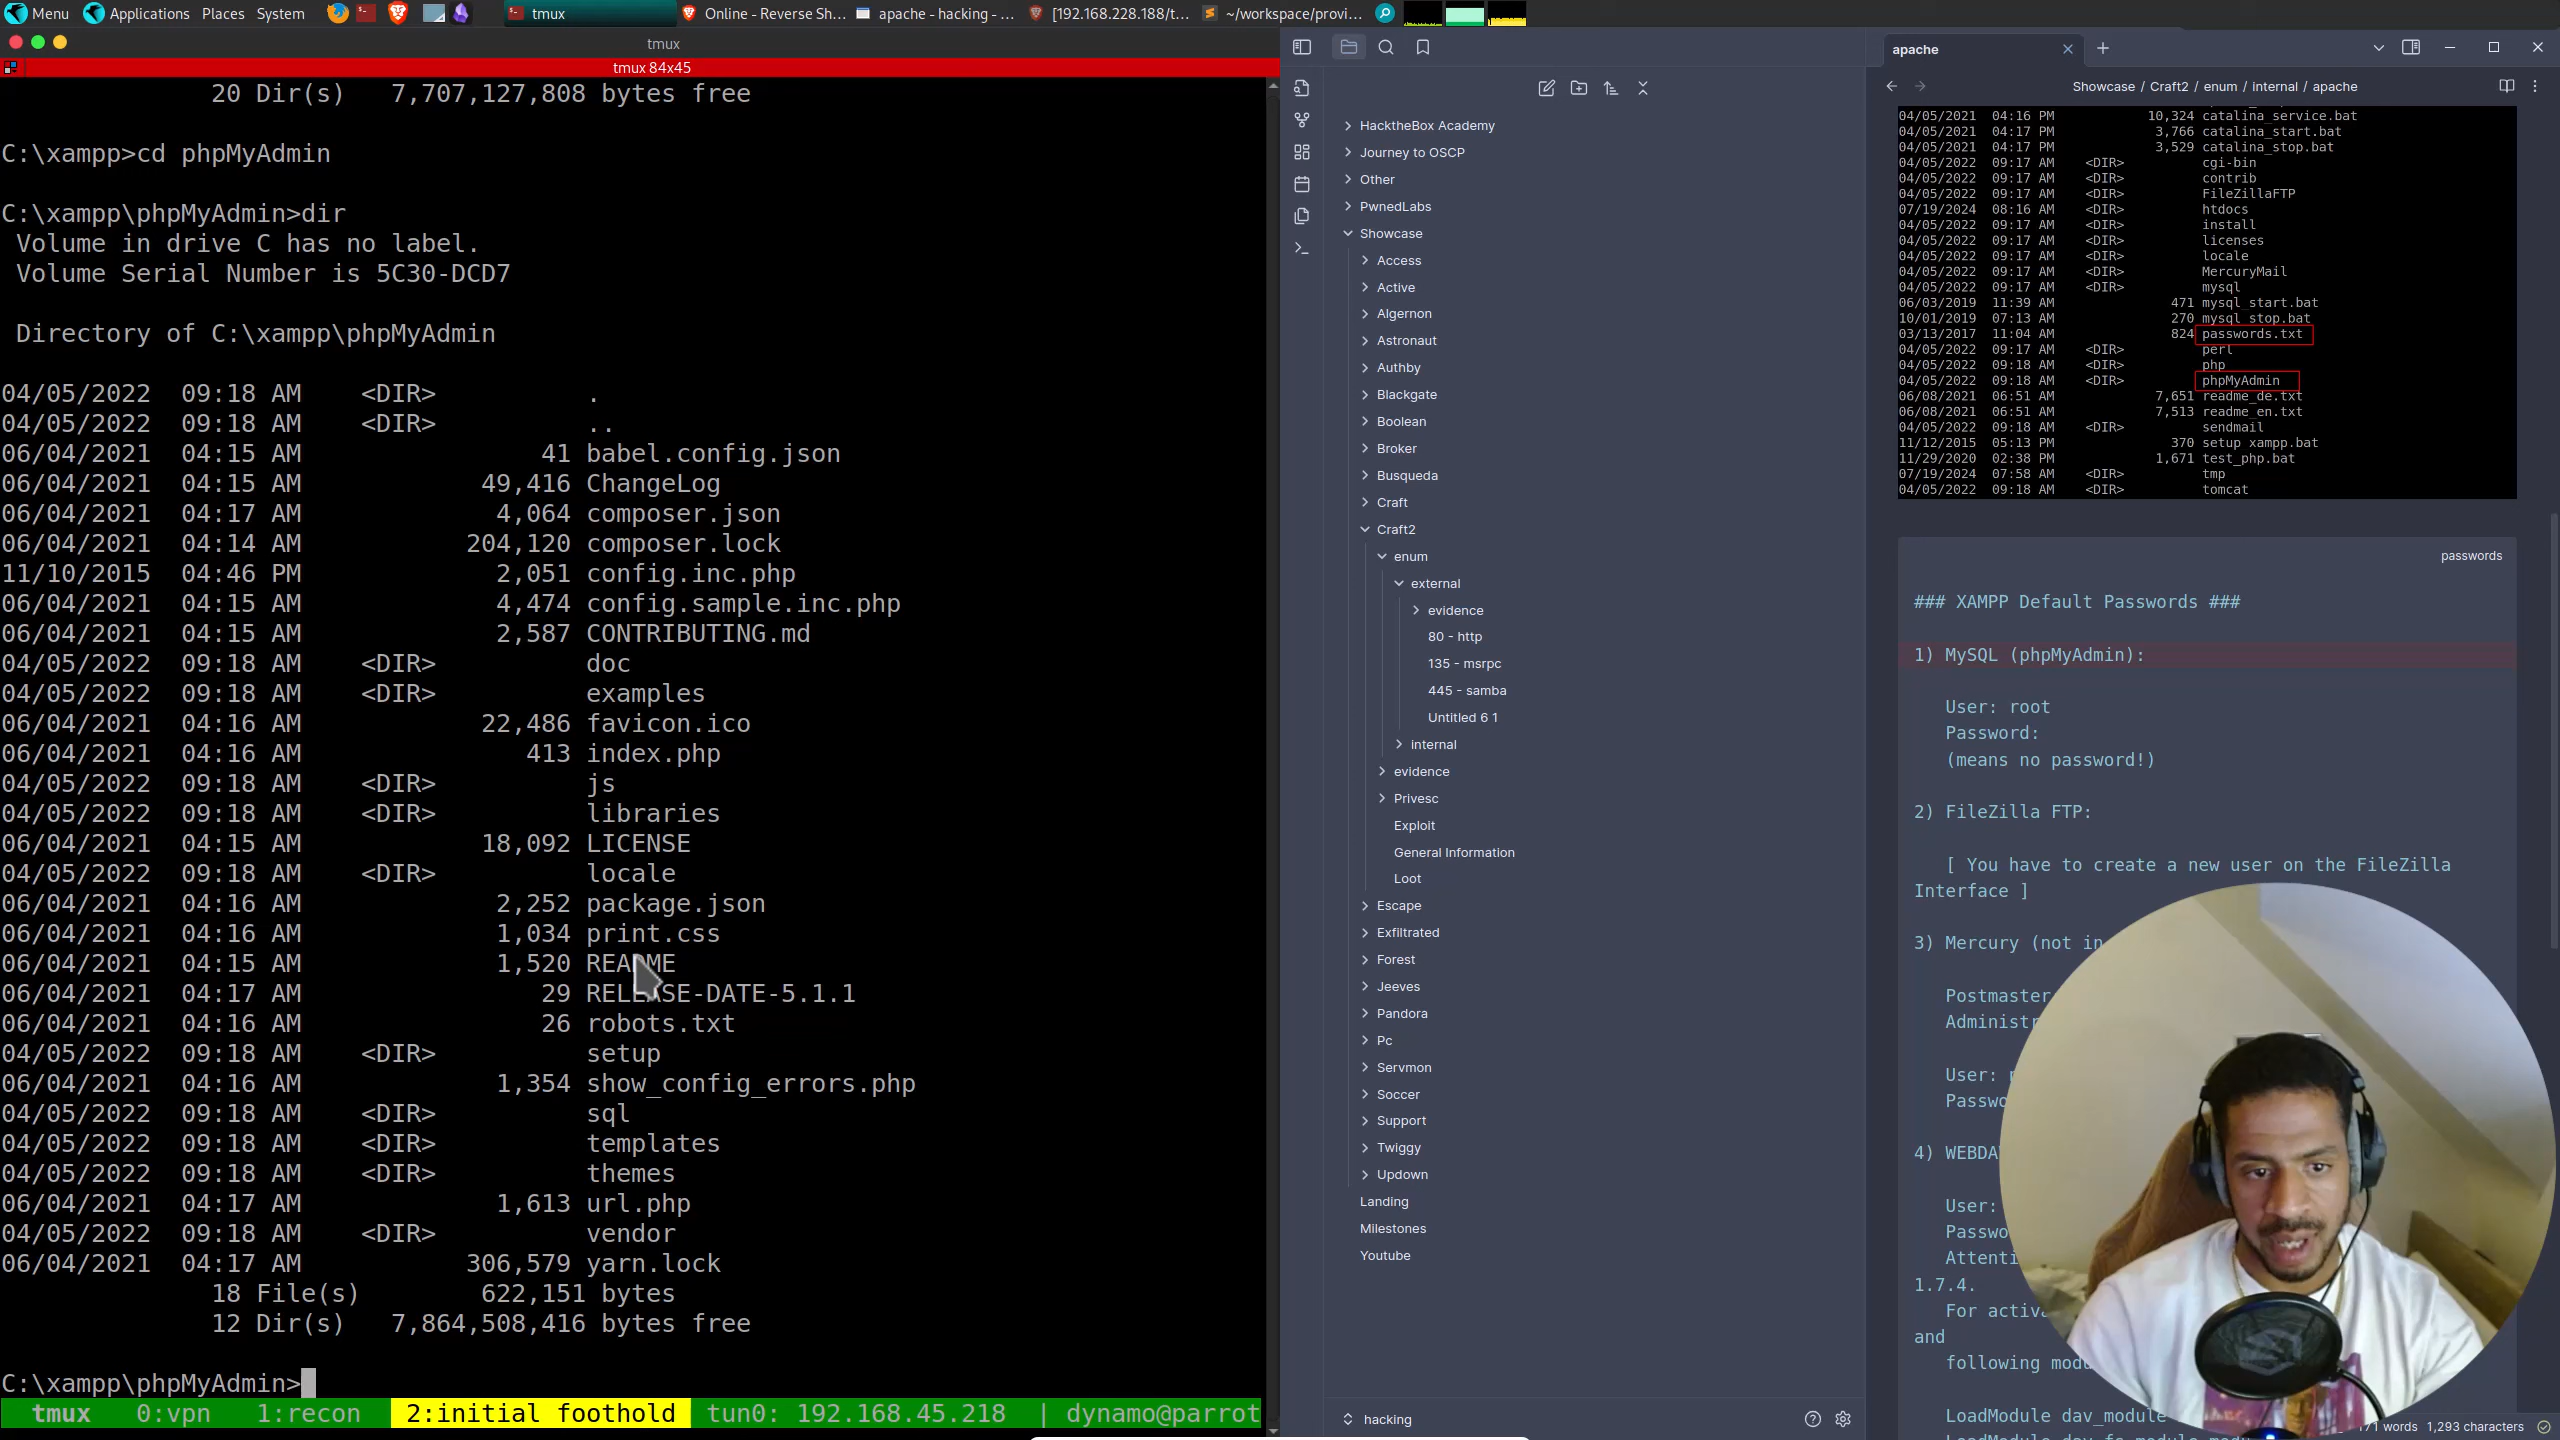 Menu Applications Places System tmux Online - Reverse Sh... apache - hacking - ... [192.168.228.188/t... ~/workspace/provi...
tmux
tmux 84x45
20 Dir(s) 7,707,127,808 bytes free
C:\xampp>cd phpMyAdmin
C:\xampp\phpMyAdmin>dir
Volume in drive C has no label.
Volume Serial Number is 5C30-DCD7
Directory of C:\xampp\phpMyAdmin
04/05/2022 09:18 AM <DIR> .
04/05/2022 09:18 AM <DIR> ..
06/04/2021 04:15 AM 41 babel.config.json
06/04/2021 04:15 AM 49,416 ChangeLog
06/04/2021 04:17 AM 4,064 composer.json
06/04/2021 04:14 AM 204,120 composer.lock
11/10/2015 04:46 PM 2,051 config.inc.php
06/04/2021 04:15 AM 4,474 config.sample.inc.php
06/04/2021 04:15 AM 2,587 CONTRIBUTING.md
04/05/2022 09:18 AM <DIR> doc
04/05/2022 09:18 AM <DIR> examples
06/04/2021 04:16 AM 22,486 favicon.ico
06/04/2021 04:16 AM 413 index.php
04/05/2022 09:18 AM <DIR> js
04/05/2022 09:18 AM <DIR> libraries
06/04/2021 04:15 AM 18,092 LICENSE
04/05/2022 09:18 AM <DIR> locale
06/04/2021 04:16 AM 2,252 package.json
06/04/2021 04:16 AM 1,034 print.css
06/04/2021 04:15 AM 1,520 README
06/04/2021 04:17 AM 29 RELEASE-DATE-5.1.1
06/04/2021 04:16 AM 26 robots.txt
04/05/2022 09:18 AM <DIR> setup
06/04/2021 04:16 AM 1,354 show_config_errors.php
04/05/2022 09:18 AM <DIR> sql
04/05/2022 09:18 AM <DIR> templates
04/05/2022 09:18 AM <DIR> themes
06/04/2021 04:17 AM 1,613 url.php
04/05/2022 09:18 AM <DIR> vendor
06/04/2021 04:17 AM 306,579 yarn.lock
18 File(s) 622,151 bytes
12 Dir(s) 7,864,508,416 bytes free
C:\xampp\phpMyAdmin>
tmux 0:vpn 1:recon 2:initial foothold tun0: 192.168.45.218 | dynamo@parrot
HacktheBox Academy
Journey to OSCP
Other
PwnedLabs
Showcase
Access
Active
Algernon
Astronaut
Authby
Blackgate
Boolean
Broker
Busqueda
Craft
Craft2
enum
external
evidence
80 - http
135 - msrpc
445 - samba
Untitled 6 1
internal
evidence
Privesc
Exploit
General Information
Loot
Escape
Exfiltrated
Forest
Jeeves
Pandora
Pc
Servmon
Soccer
Support
Twiggy
Updown
Landing
Milestones
Youtube
hacking
apache
Showcase / Craft2 / enum / internal / apache
04/05/2021 04:16 PM 10,324 catalina_service.bat
04/05/2021 04:17 PM 3,766 catalina_start.bat
04/05/2021 04:17 PM 3,529 catalina_stop.bat
04/05/2022 09:17 AM <DIR> cgi-bin
04/05/2022 09:17 AM <DIR> contrib
04/05/2022 09:17 AM <DIR> FileZillaFTP
07/19/2024 08:16 AM <DIR> htdocs
04/05/2022 09:17 AM <DIR> install
04/05/2022 09:17 AM <DIR> licenses
04/05/2022 09:17 AM <DIR> locale
04/05/2022 09:17 AM <DIR> MercuryMail
04/05/2022 09:17 AM <DIR> mysql
06/03/2019 11:39 AM 471 mysql_start.bat
10/01/2019 07:13 AM 270 mysql_stop.bat
03/13/2017 11:04 AM 824 passwords.txt
04/05/2022 09:17 AM <DIR> perl
04/05/2022 09:18 AM <DIR> php
04/05/2022 09:18 AM <DIR> phpMyAdmin
06/08/2021 06:51 AM 7,651 readme_de.txt
06/08/2021 06:51 AM 7,513 readme_en.txt
04/05/2022 09:18 AM <DIR> sendmail
11/12/2015 05:13 PM 370 setup_xampp.bat
11/29/2020 02:38 PM 1,671 test_php.bat
07/19/2024 07:58 AM <DIR> tmp
04/05/2022 09:18 AM <DIR> tomcat
passwords
### XAMPP Default Passwords ###
1) MySQL (phpMyAdmin):
User: root
Password:
(means no password!)
2) FileZilla FTP:
[ You have to create a new user on the FileZilla
Interface ]
3) Mercury (not in
Postmaster
Administr
User:
Passwo
4) WEBDA
User:
Passwo
Attenti
1.7.4.
For activ
and
following modu
LoadModule dav_module
words 1,293 characters